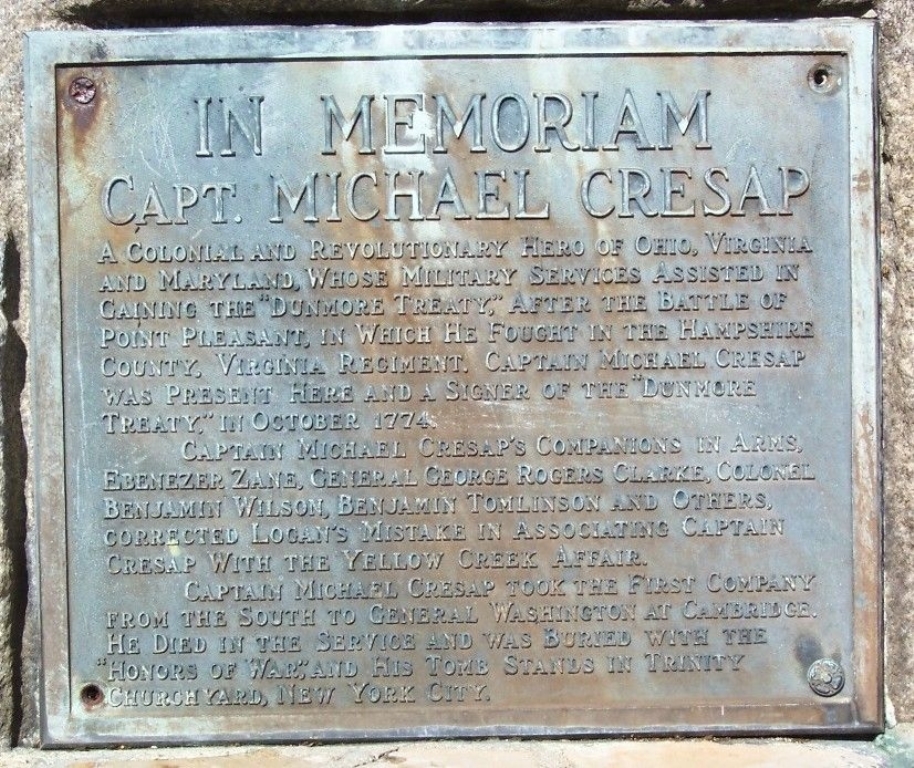 IN MEMORIAM
CAPT. MICHAEL CRESAP
A COLONIAL AND REVOLUTIONARY HERO OF OHIO, VIRGINIA
AND MARYLAND, WHOSE MILITARY SERVICES ASSISTED IN
GAINING THE "DUNMORE TREATY," AFTER THE BATTLE OF
POINT PLEASANT, IN WHICH HE FOUGHT IN THE HAMPSHIRE
COUNTY, VIRGINIA REGIMENT. CAPTAIN MICHAEL CRESAP
WAS PRESENT HERE AND A SIGNER OF THE "DUNMORE
TREATY," IN OCTOBER 1774.
CAPTAIN MICHAEL CRESAP'S COMPANIONS IN ARMS,
EBENEZER ZANE, GENERAL GEORGE ROGERS CLARKE, COLONEL
BENJAMIN WILSON, BENJAMIN TOMLINSON AND OTHERS,
CORRECTED LOGAN'S MISTAKE IN ASSOCIATING CAPTAIN
CRESAP WITH THE YELLOW CREEK AFFAIR.
CAPTAIN MICHAEL CRESAP TOOK THE FIRST COMPANY
FROM THE SOUTH TO GENERAL WASHINGTON AT CAMBRIDGE.
HE DIED IN THE SERVICE AND WAS BURIED WITH THE
"HONORS OF WAR," AND HIS TOMB STANDS IN TRINITY
CHURCHYARD, NEW YORK CITY.